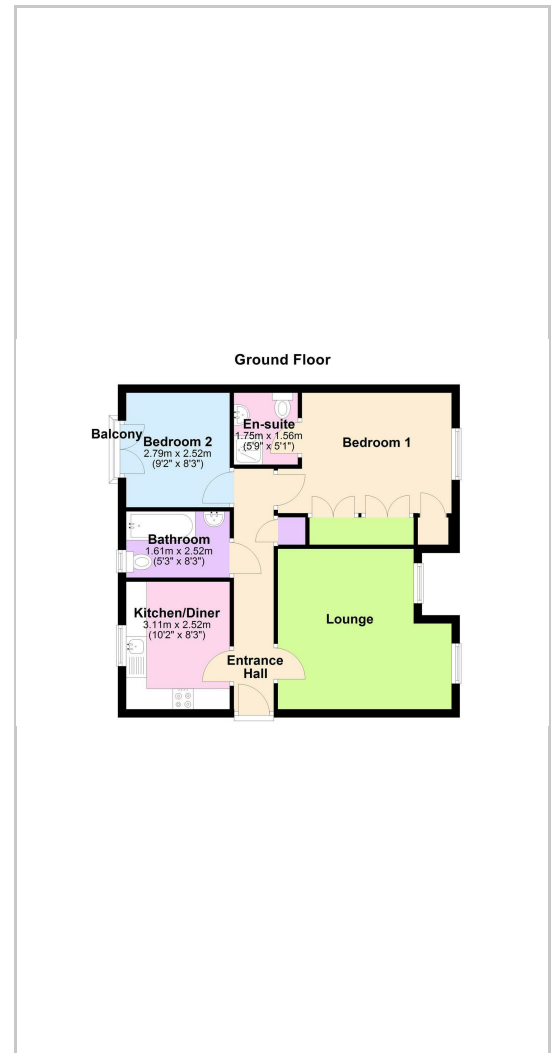 Ground Floor
Balcony
Bedroom 2
2.79m x 2.52m
(9'2" x 8'3")
En-suite
1.75m x 1.56m
(5'9" x 5'1")
Bedroom 1
Bathroom
1.61m x 2.52m
(5'3" x 8'3")
Kitchen/Diner
3.11m x 2.52m
(10'2" x 8'3")
Lounge
Entrance
Hall